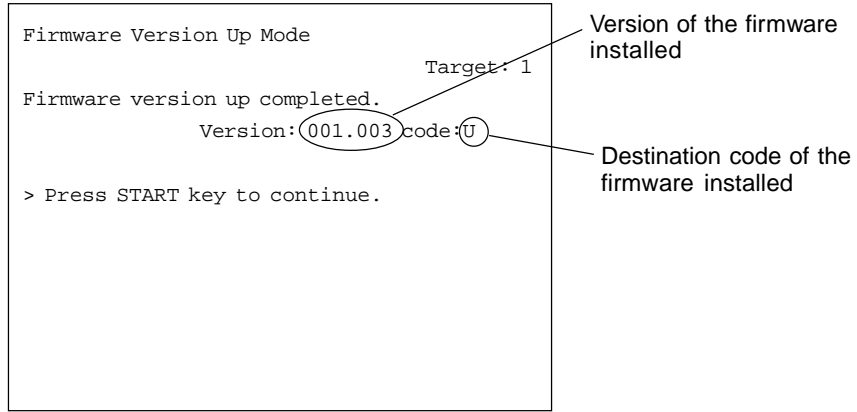 Firmware Version Up Mode
Target: 1
Firmware version up completed.
Version: 001.003 code:U
> Press START key to continue.
Version of the firmware
installed
Destination code of the
firmware installed